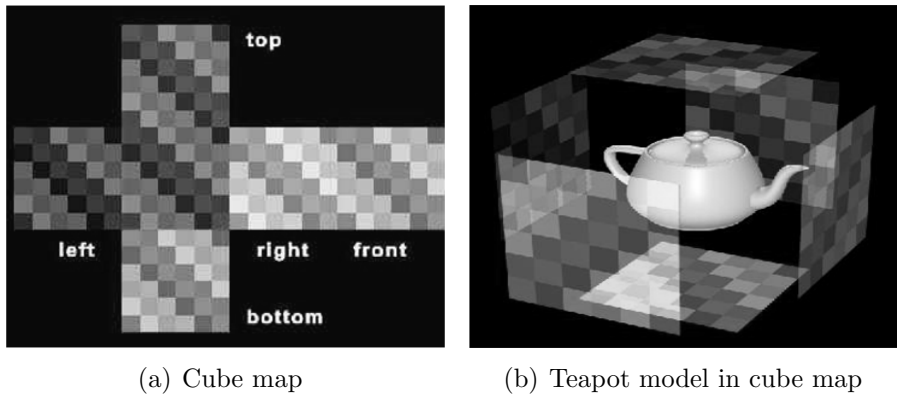 top
left
right
front
bottom
(a) Cube map
(b) Teapot model in cube map